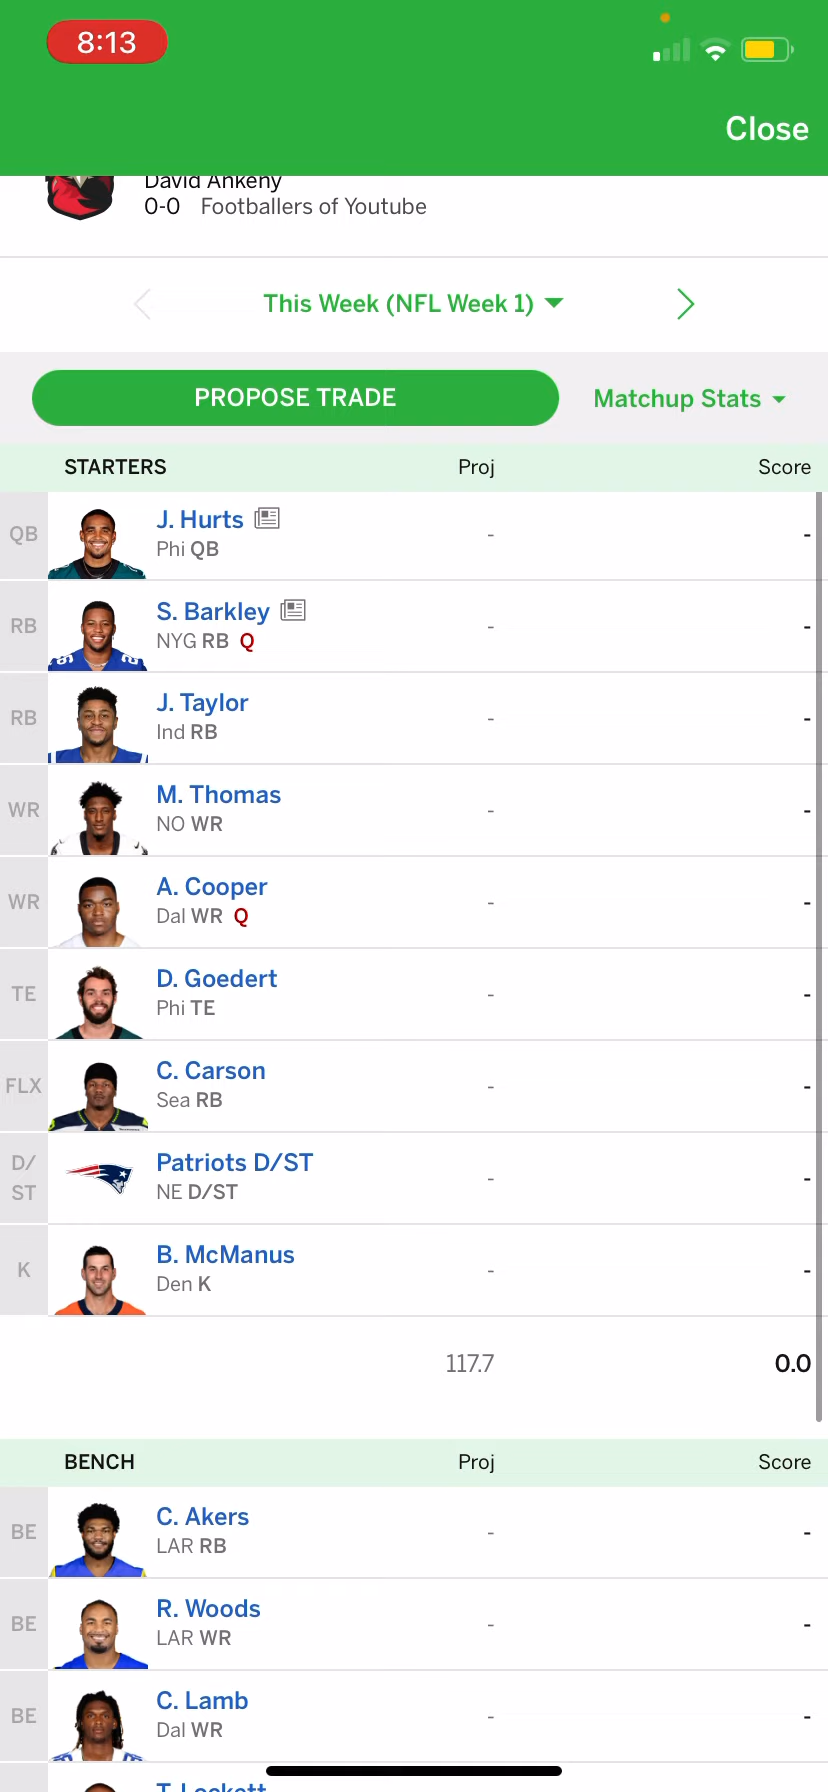 8:13
Close
David Ankeny
0-0 Footballers of Youtube
This Week (NFL Week 1)
PROPOSE TRADE Matchup Stats
STARTERS Proj Score
QB J. Hurts - -
Phi QB
RB S. Barkley - -
NYG RB Q
RB J. Taylor - -
Ind RB
WR M. Thomas - -
NO WR
WR A. Cooper - -
Dal WR Q
TE D. Goedert - -
Phi TE
FLX C. Carson - -
Sea RB
D/
ST Patriots D/ST - -
NE D/ST
K B. McManus - -
Den K
117.7 0.0
BENCH Proj Score
BE C. Akers - -
LAR RB
BE R. Woods - -
LAR WR
BE C. Lamb - -
Dal WR
T. Lockett